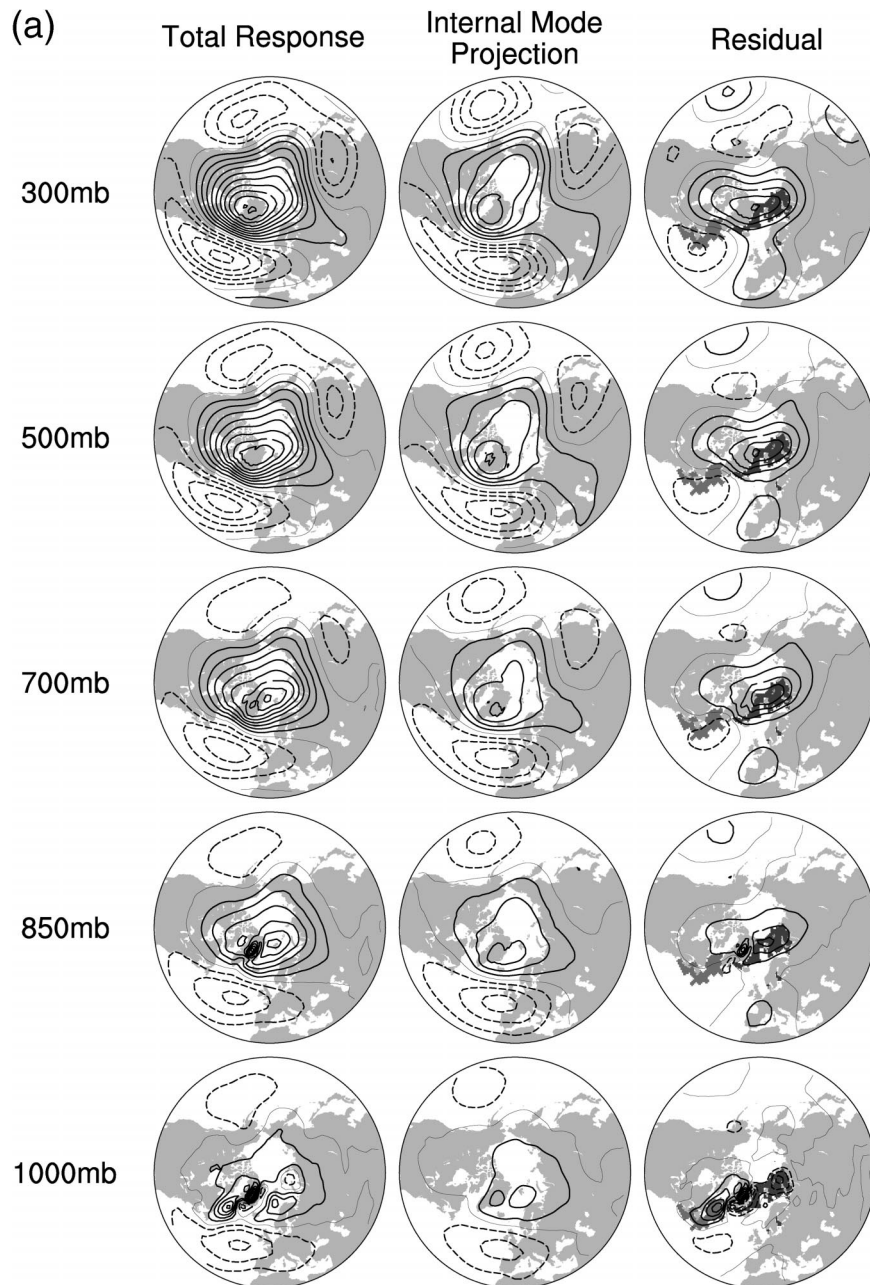 (a)
Total Response
Internal Mode
Projection
Residual
300mb
500mb
700mb
850mb
1000mb